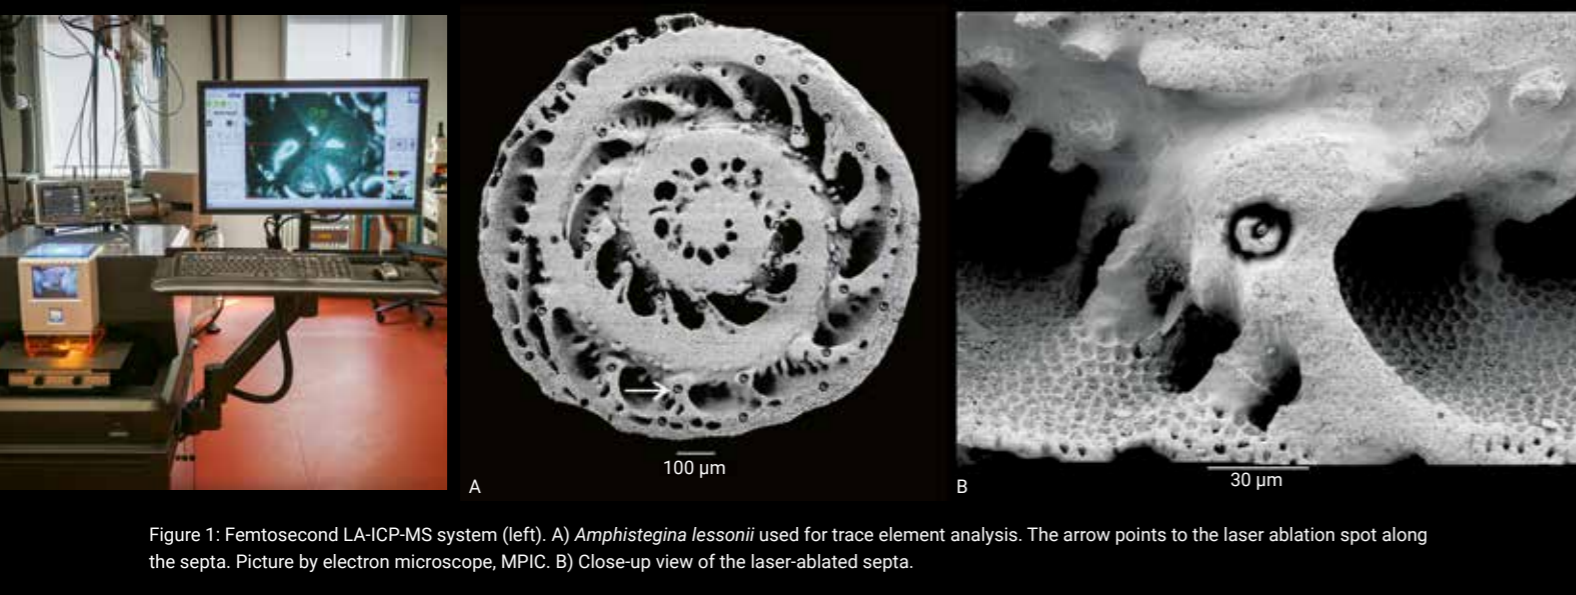 100 µm
A
30 µm
B
Figure 1: Femtosecond LA-ICP-MS system (left). A) Amphistegina lessonii used for trace element analysis. The arrow points to the laser ablation spot along
the septa. Picture by electron microscope, MPIC. B) Close-up view of the laser-ablated septa.